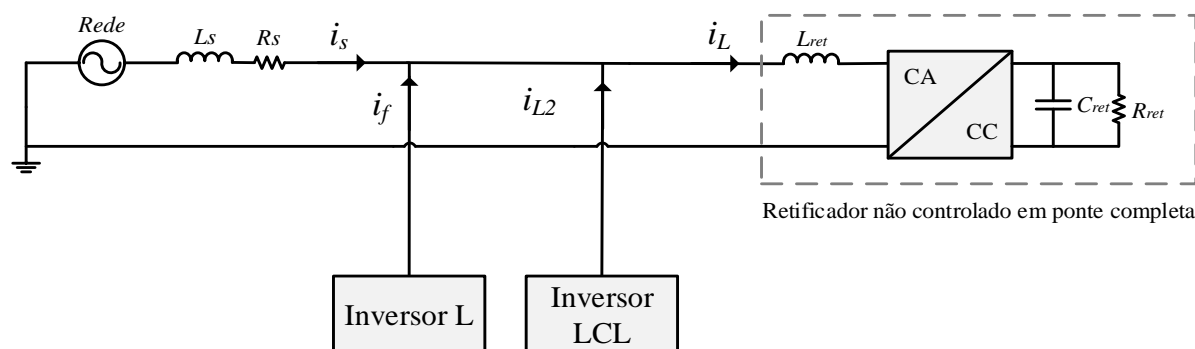 Rede
Ls
Rs
is
iL
Lret
if
iL2
CA
CC
Cret
Rret
Retificador não controlado em ponte completa
Inversor L
Inversor
LCL